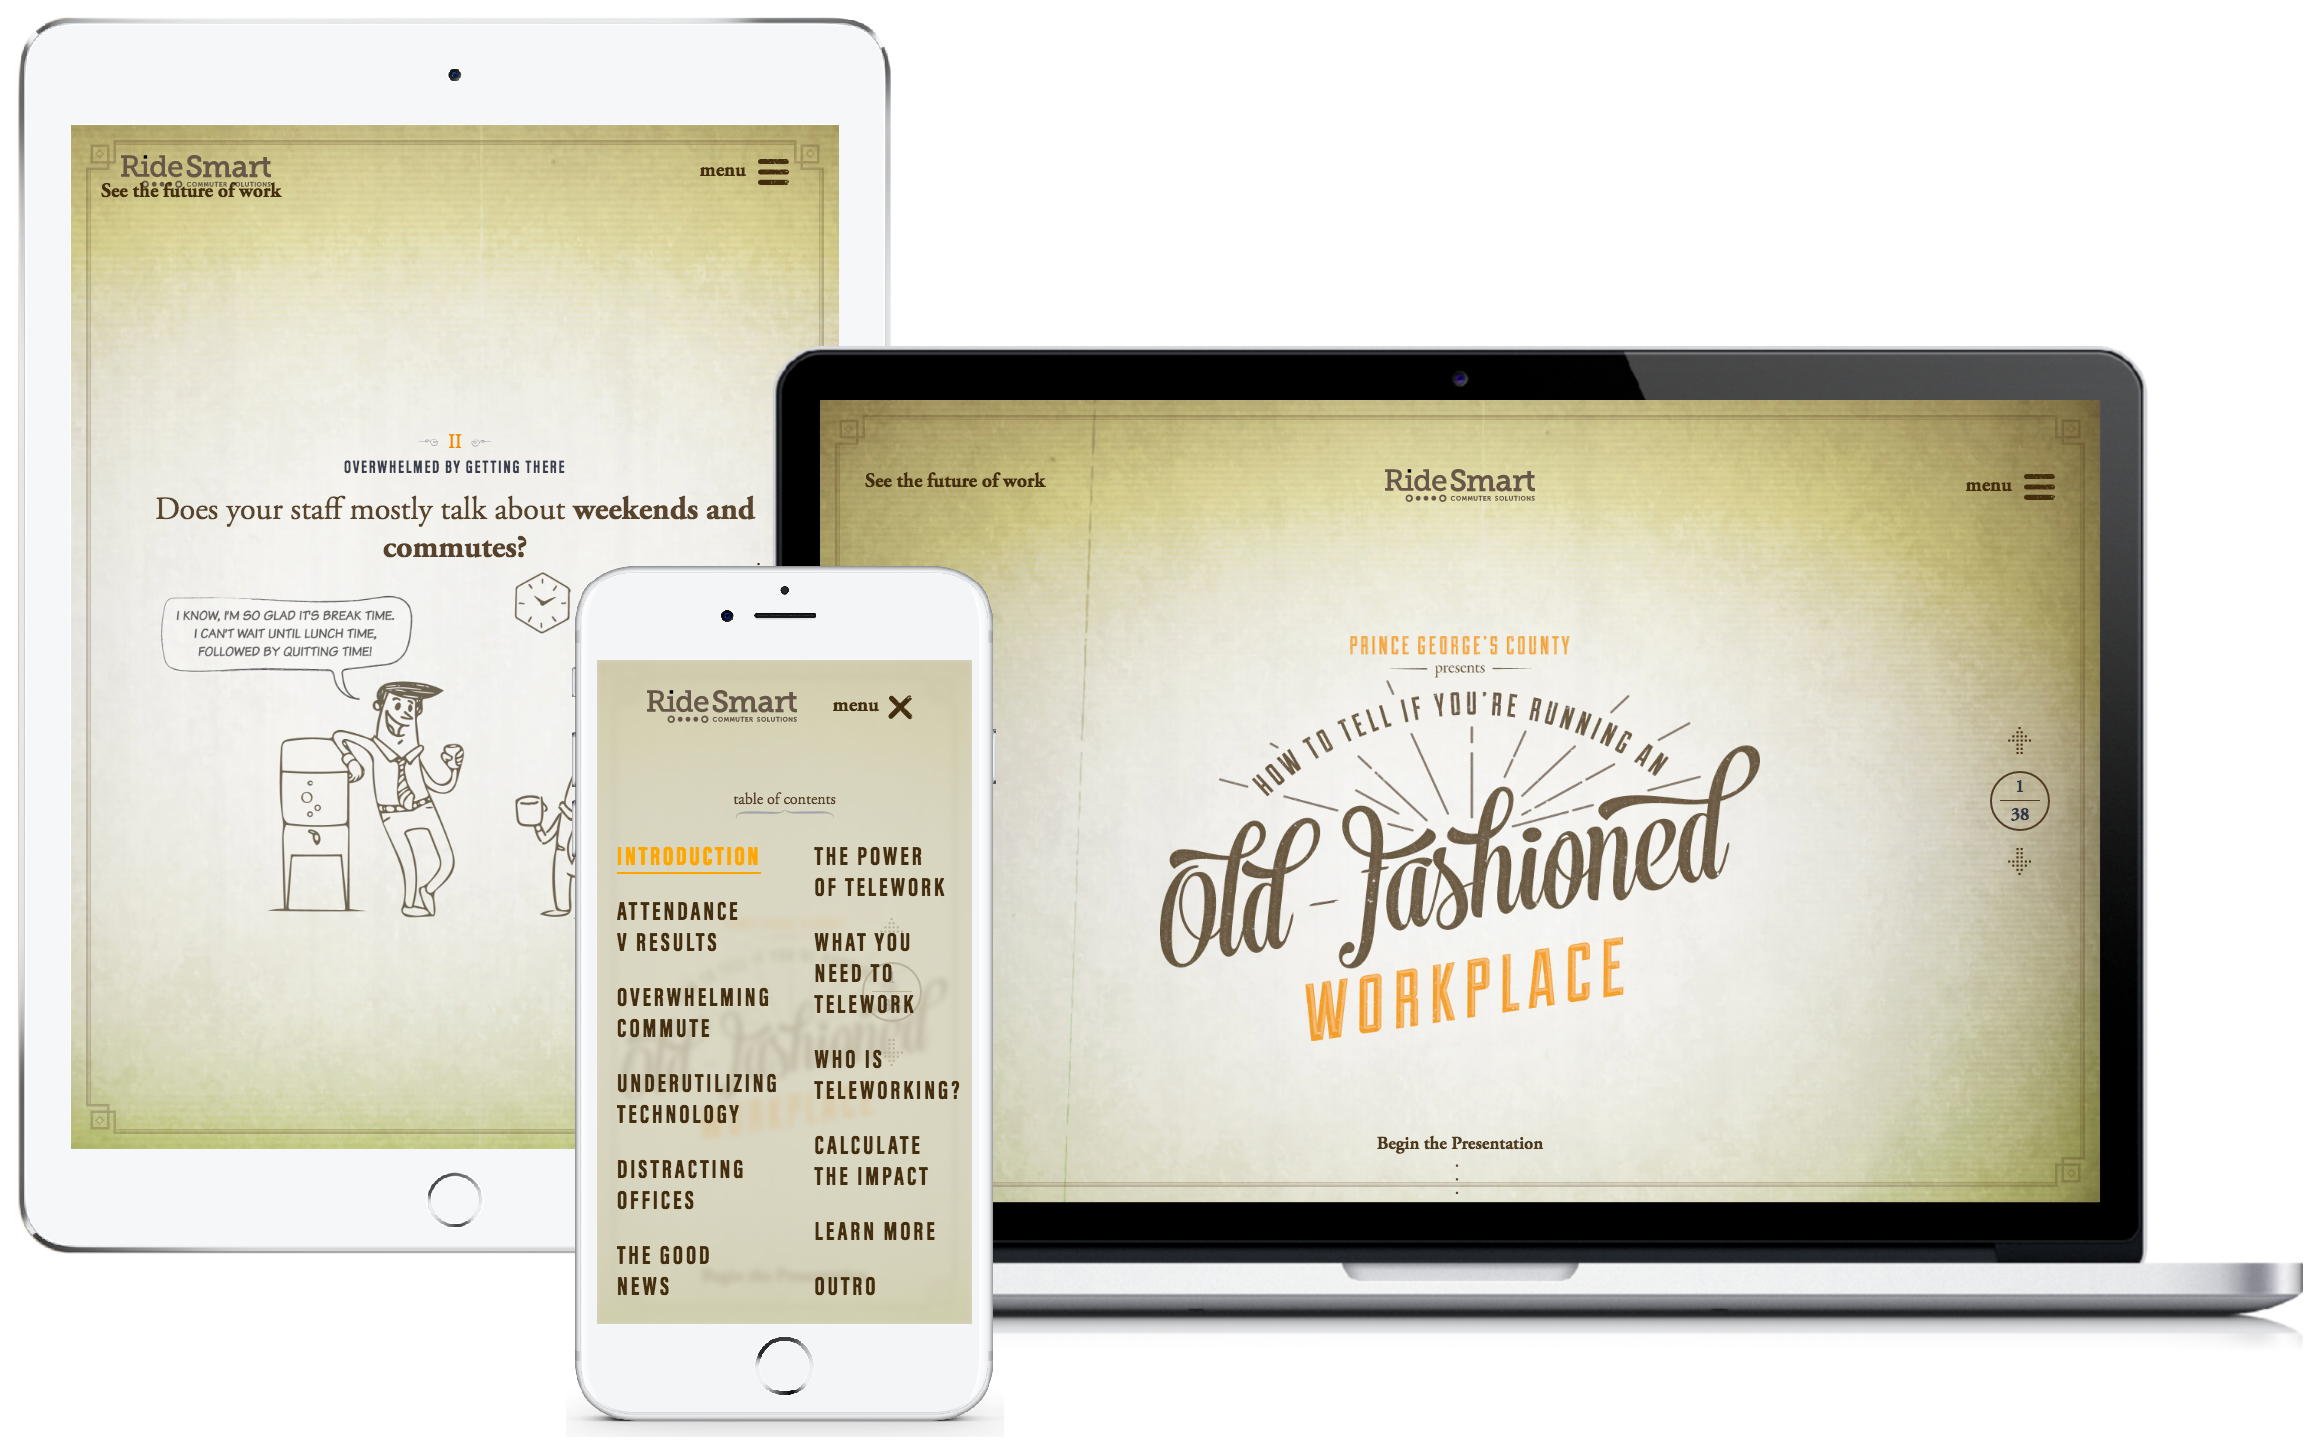 RideSmart
COMMUTER SOLUTIONS
See the future of work
menu
II
OVERWHELMED BY GETTING THERE
Does your staff mostly talk about weekends and
commutes?
I KNOW, I'M SO GLAD IT'S BREAK TIME.
I CAN'T WAIT UNTIL LUNCH TIME,
FOLLOWED BY QUITTING TIME!
RideSmart
COMMUTER SOLUTIONS
menu
table of contents
INTRODUCTION
ATTENDANCE
V RESULTS
OVERWHELMING
COMMUTE
UNDERUTILIZING
TECHNOLOGY
DISTRACTING
OFFICES
THE GOOD
NEWS
THE POWER
OF TELEWORK
WHAT YOU
NEED TO
TELEWORK
WHO IS
TELEWORKING?
CALCULATE
THE IMPACT
LEARN MORE
OUTRO
See the future of work
RideSmart
COMMUTER SOLUTIONS
menu
PRINCE GEORGE'S COUNTY
presents
HOW TO TELL IF YOU'RE RUNNING AN
Old-Fashioned
WORKPLACE
1
38
Begin the Presentation